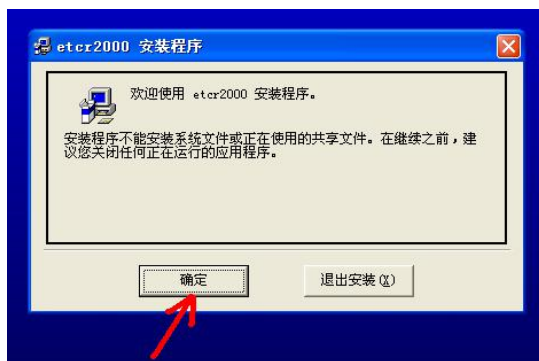 etcr2000 安装程序
欢迎使用 etcr2000 安装程序。
安装程序不能安装系统文件或正在使用的共享文件。在继续之前，建
议您关闭任何正在运行的应用程序。
确定
退出安装(X)